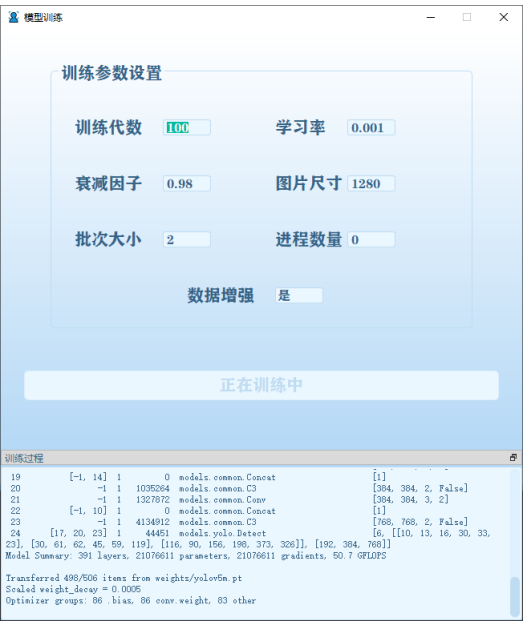 模型训练
训练参数设置
训练代数 100 学习率 0.001
衰减因子 0.98 图片尺寸 1280
批次大小 2 进程数量 0
数据增强 是
正在训练中
训练过程
19 [-1, 14] 1 0 models.common.Concat [1]
20 -1 1 1035264 models.common.C3 [384, 384, 2, False]
21 -1 1 1327872 models.common.Conv [384, 384, 3, 2]
22 [-1, 10] 1 0 models.common.Concat [1]
23 -1 1 4134912 models.common.C3 [768, 768, 2, False]
24 [17, 20, 23] 1 44451 models.yolo.Detect [6, [[10, 13, 16, 30, 33,
23], [30, 61, 62, 45, 59, 119], [116, 90, 156, 198, 373, 326]], [192, 384, 768]]
Model Summary: 391 layers, 21076611 parameters, 21076611 gradients, 50.7 GFLOPS
Transferred 498/506 items from weights/yolov5m.pt
Scaled weight_decay = 0.0005
Optimizer groups: 86 .bias, 86 conv.weight, 83 other